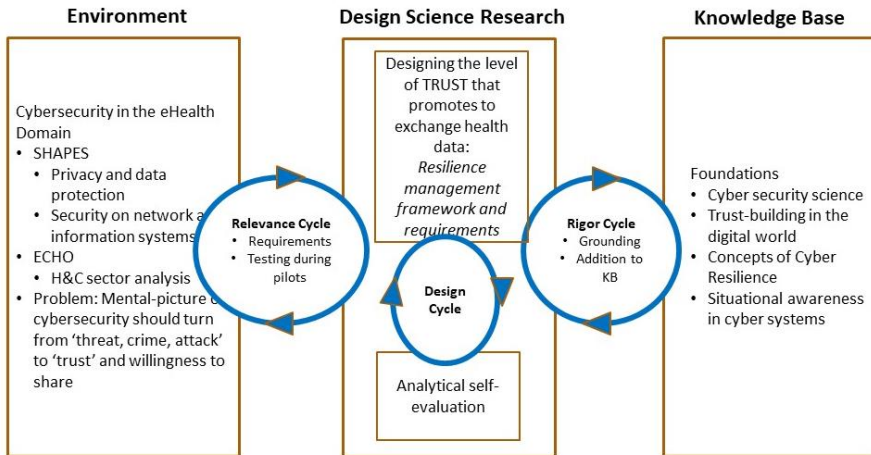 Environment
Design Science Research
Knowledge Base
Cybersecurity in the eHealth
Domain
• SHAPES
• Privacy and data
protection
• Security on network a
information systems
• ECHO
• H&C sector analysis
• Problem: Mental-picture
cybersecurity should turn
from ‘threat, crime, attack’
to ‘trust’ and willingness to
share
Relevance Cycle
• Requirements
• Testing during
pilots
Designing the level
of TRUST that
promotes to
exchange health
data:
Resilience
management
framework and
requirements
Design
Cycle
Analytical self-
evaluation
Rigor Cycle
• Grounding
• Addition to
KB
Foundations
• Cyber security science
• Trust-building in the
digital world
• Concepts of Cyber
Resilience
• Situational awareness
in cyber systems